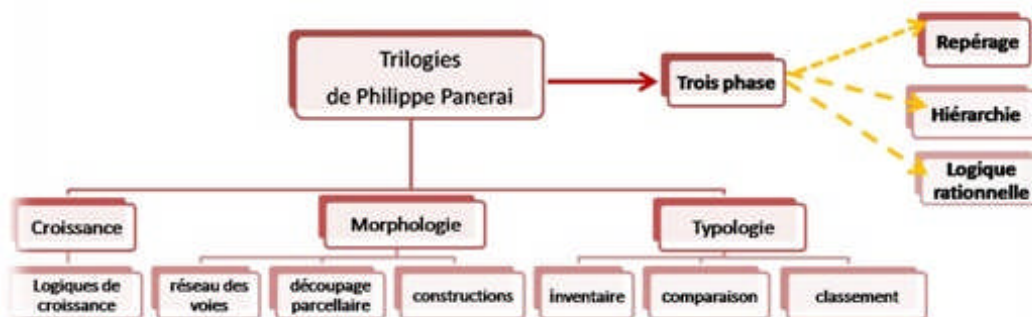 Trilogies
de Philippe Panerai
Trois phase
Repérage
Hiérarchie
Logique
rationnelle
Croissance
Morphologie
Typologie
Logiques de
croissance
réseau des
voies
découpage
parcellaire
constructions
inventaire
comparaison
classement